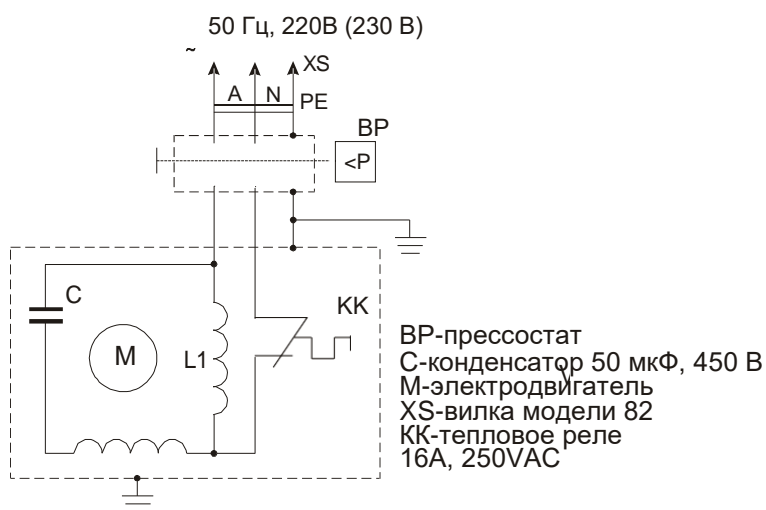 50 Гц, 220В (230 В)
~
XS
A N
PE
BP
<P
C
KK
M
L1
ВР-прессостат
С-конденсатор 50 мкФ, 450 В
М-электродвигатель
XS-вилка модели 82
КК-тепловое реле
16А, 250VAC